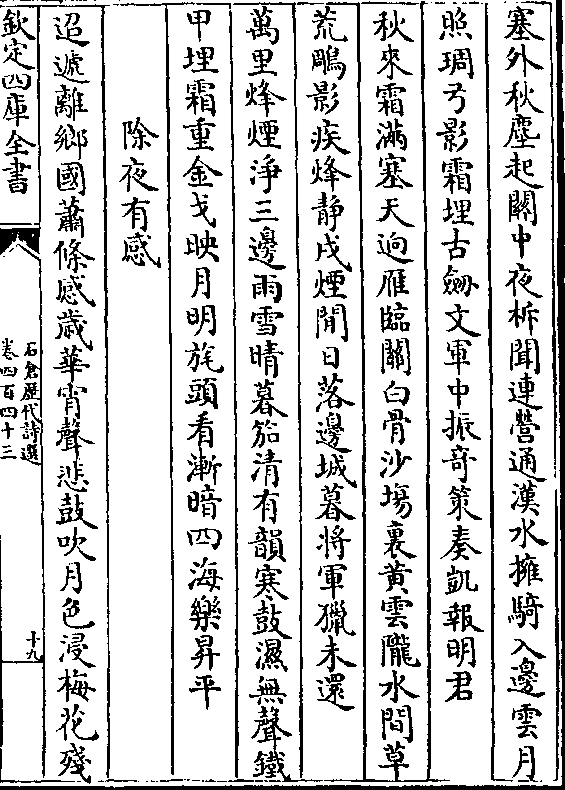 塞外秋塵起關中夜柝聞連營通漢水擁騎入邊雲月
照琱弓影霜埋古劒文軍中振竒策奏凱報明君
秋來霜滿塞天迥雁臨關白骨沙塲裏黄雲隴水間草
荒鵰影疾烽静戍煙閒日落邊城暮將軍獵未還
萬里烽煙淨三邊雨雪晴暮笳清有韻寒鼓濕無聲鐵
甲埋霜重金戈映月明旄頭看漸暗四海樂昇平
除夜有感
迢遞離鄉國蕭條感歳華宵聲悲鼓吹月色浸梅花殘
欽定四庫全書
石倉歴代詩選
卷四百四十三
十九